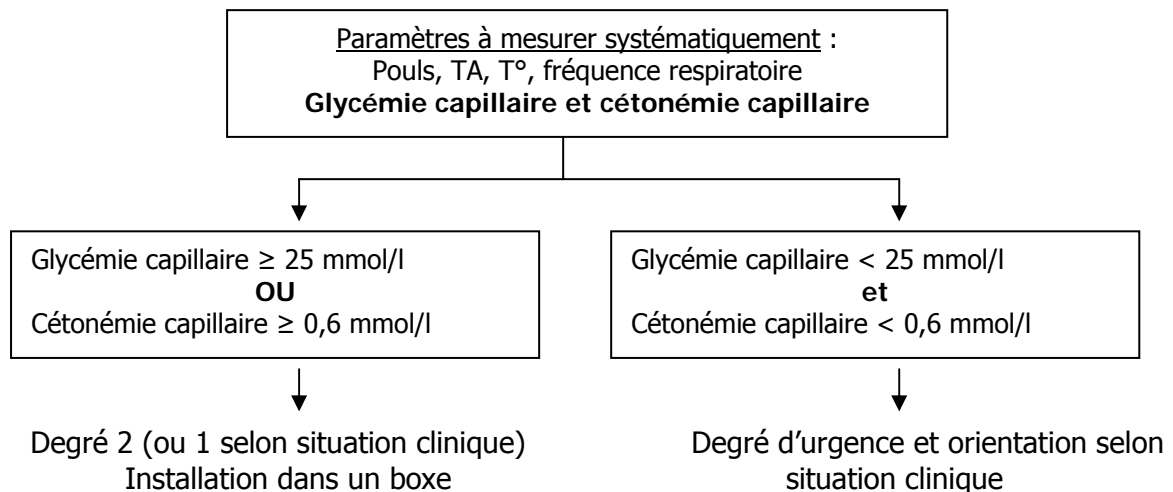 Paramètres à mesurer systématiquement :
Pouls, TA, T°, fréquence respiratoire
Glycémie capillaire et cétonémie capillaire
Glycémie capillaire ≥ 25 mmol/l
OU
Cétonémie capillaire ≥ 0,6 mmol/l
Glycémie capillaire < 25 mmol/l
et
Cétonémie capillaire < 0,6 mmol/l
Degré 2 (ou 1 selon situation clinique)
Installation dans un boxe
Degré d’urgence et orientation selon
situation clinique